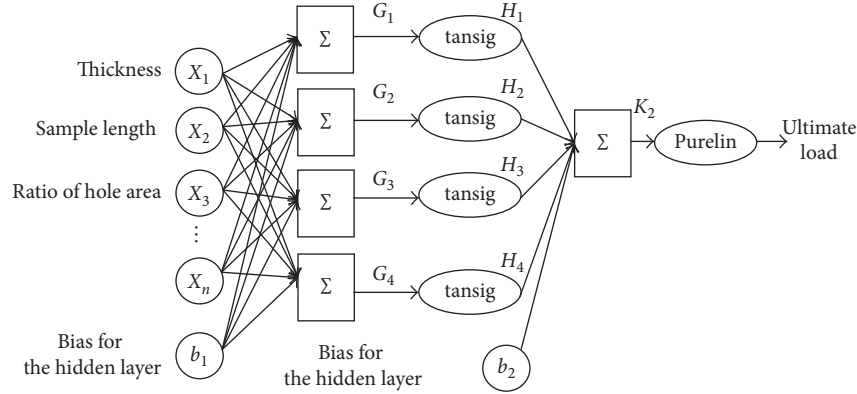 Thickness
Sample length
Ratio of hole area
Bias for
the hidden layer
X1
X2
X3
⋮
Xn
b1
Σ
Σ
Σ
Σ
G1
G2
G3
G4
tansig
tansig
tansig
tansig
H1
H2
H3
H4
Bias for
the hidden layer
b2
Σ
K2
Purelin
Ultimate
load